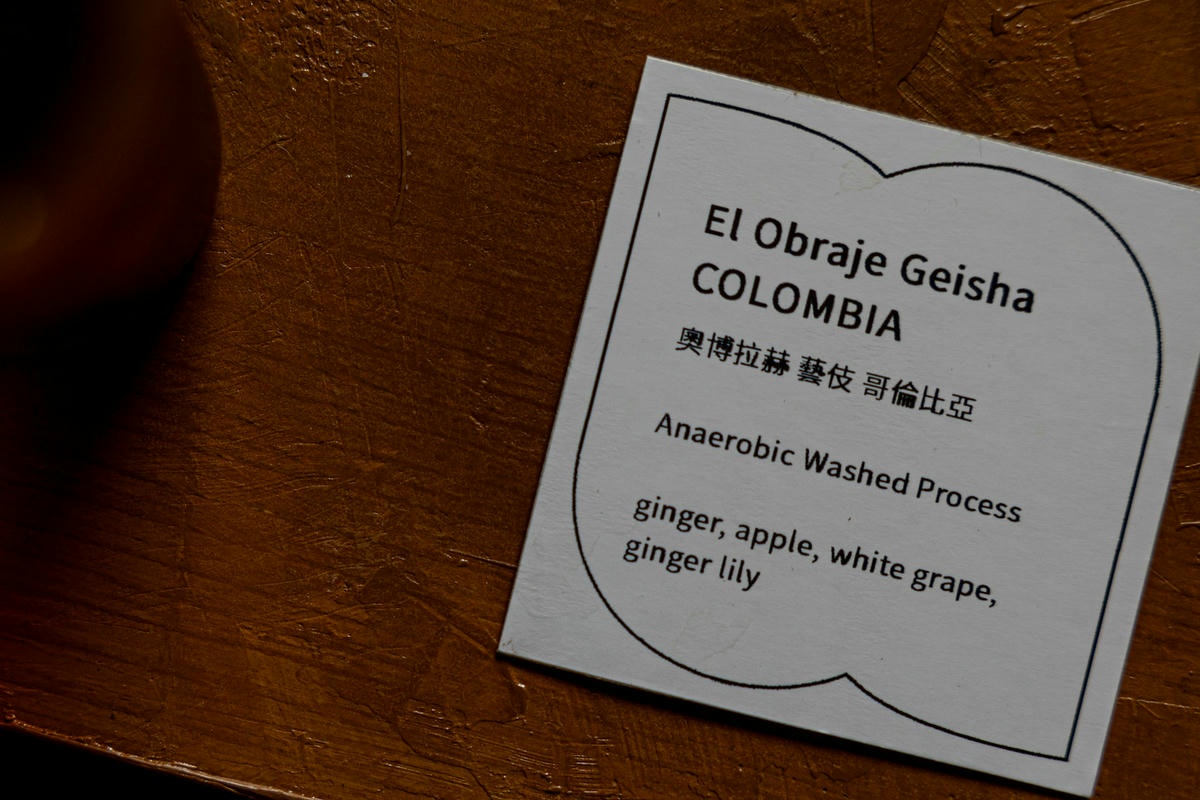 El Obraje Geisha
COLOMBIA
奧博拉赫 藝伎 哥倫比亞
Anaerobic Washed Process
ginger, apple, white grape,
ginger lily